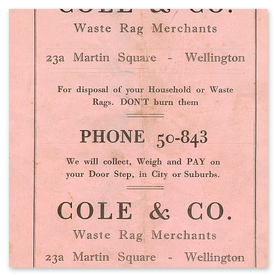 COLE & CO.
Waste Rag Merchants
23a Martin Square - Wellington
For disposal of your Household or Waste
Rags. DON'T burn them
PHONE 50-843
We will collect, Weigh and PAY on
your Door Step, in City or Suburbs.
COLE & CO.
Waste Rag Merchants
23a Martin Square - Wellington